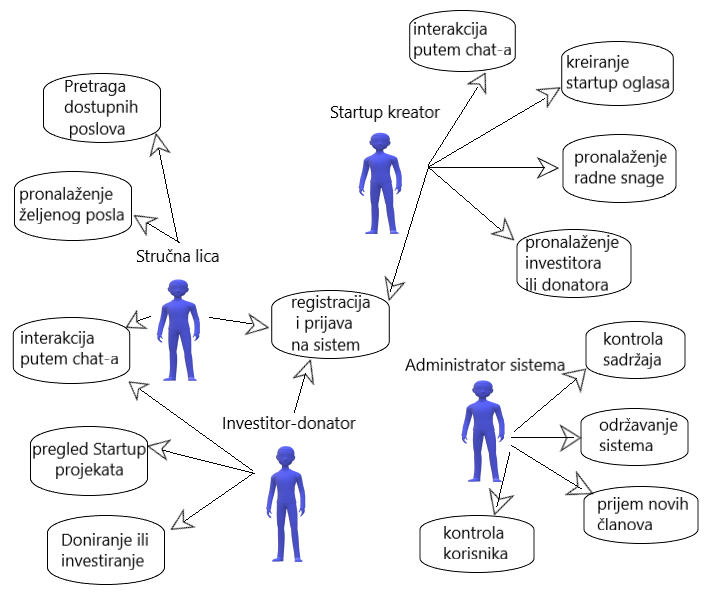 interakcija
putem chat-a
kreiranje
startup oglasa
Startup kreator
pronalaženje
radne snage
pronalaženje
investitora
ili donatora
Pretraga
dostupnih
poslova
pronalaženje
željenog posla
Stručna lica
registracija
i prijava
na sistem
interakcija
putem chat-a
Investitor-donator
pregled Startup
projekata
Doniranje ili
investiranje
Administrator sistema
kontrola
sadržaja
održavanje
sistema
prijem novih
članova
kontrola
korisnika